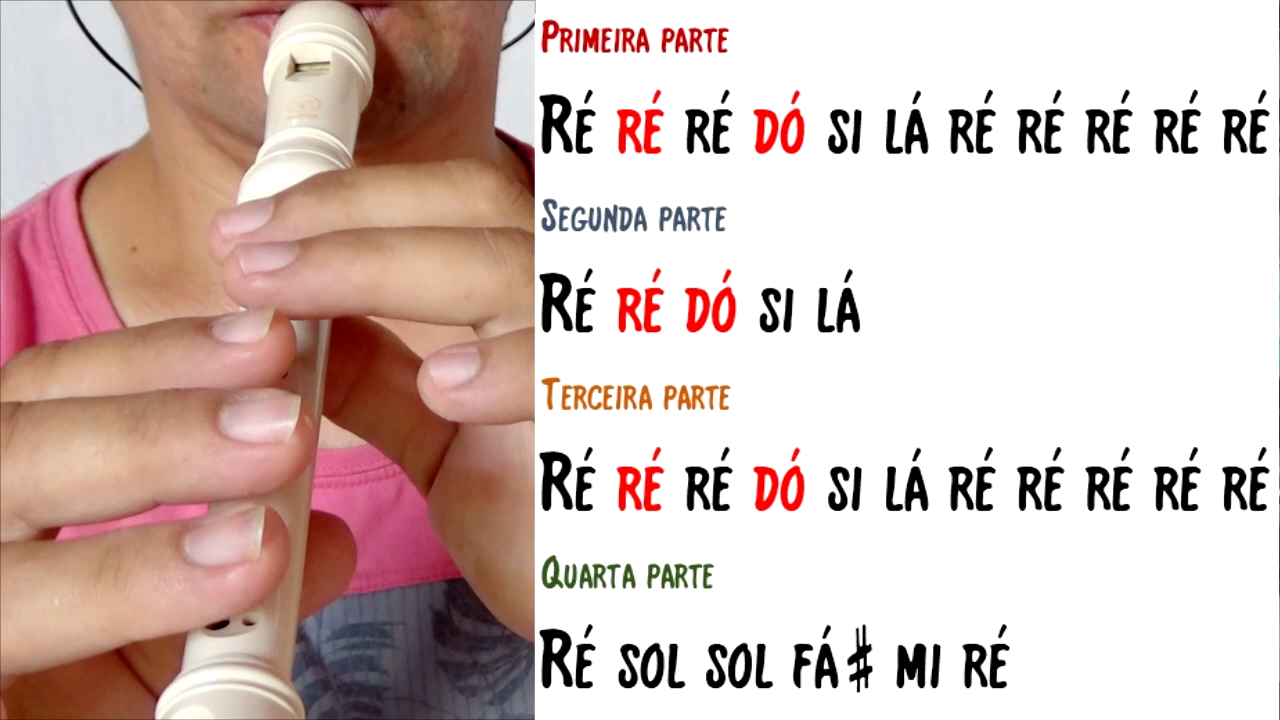 Primeira parte
Ré ré ré dó si lá ré ré ré ré ré
Segunda parte
Ré ré dó si lá
Terceira parte
Ré ré ré dó si lá ré ré ré ré ré
Quarta parte
Ré sol sol fá# mi ré